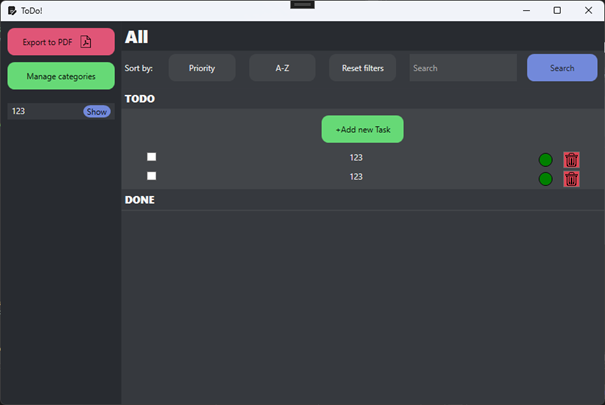 ToDo!
Export to PDF
Manage categories
123 Show
All
Sort by: Priority A-Z Reset filters Search Search
TODO
+Add new Task
123
123
DONE